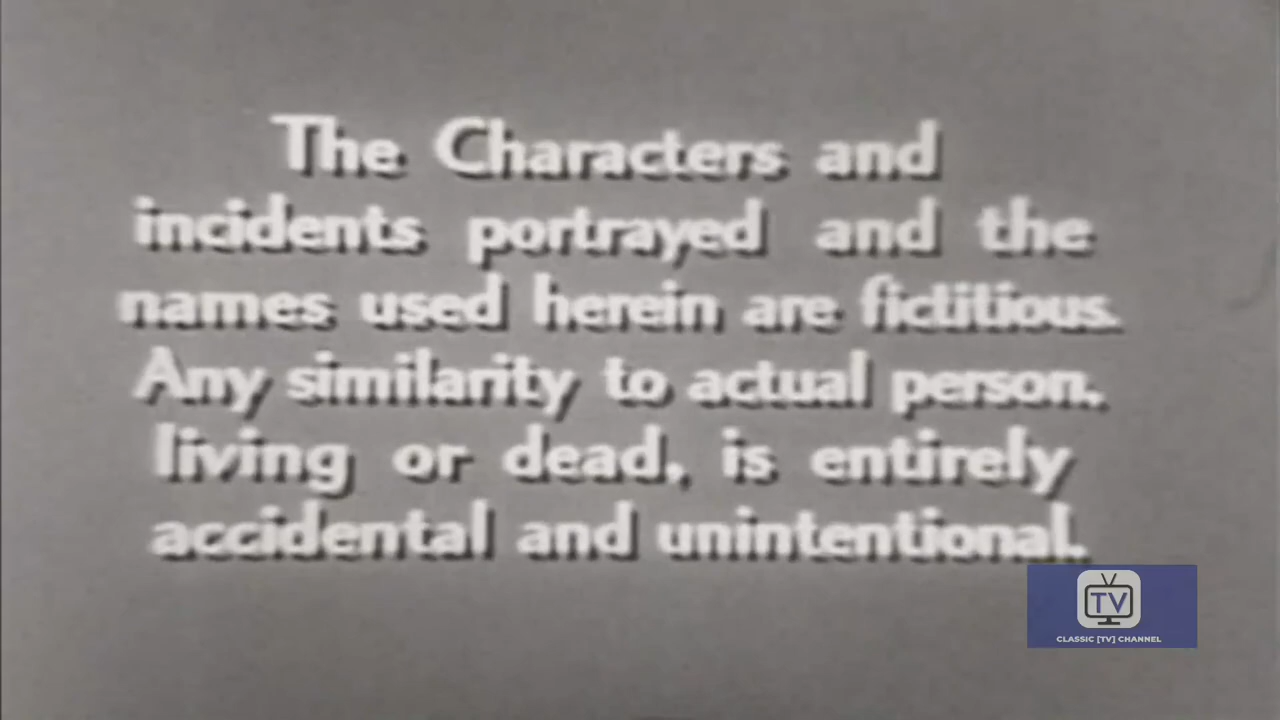 The Characters and
incidents portrayed and the
names used herein are fictitious.
Any similarity to actual person,
living or dead, is entirely
accidental and unintentional.
TV
CLASSIC [TV] CHANNEL